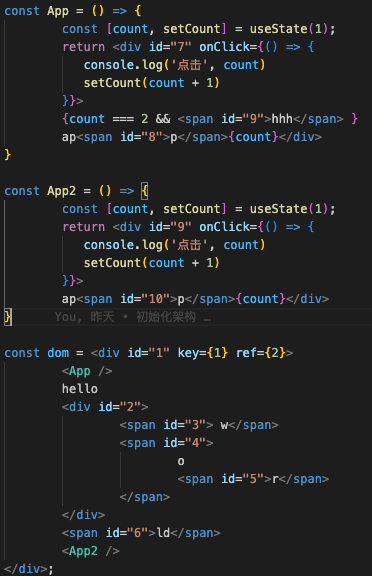 const App = () => {
const [count, setCount] = useState(1);
return <div id="7" onClick={() => {
console.log('点击', count)
setCount(count + 1)
}}>
{count === 2 && <span id="9">hhh</span> }
ap<span id="8">p</span>{count}</div>
}
const App2 = () => {
const [count, setCount] = useState(1);
return <div id="9" onClick={() => {
console.log('点击', count)
setCount(count + 1)
}}>
ap<span id="10">p</span>{count}</div>
} You, 昨天 • 初始化架构 …
const dom = <div id="1" key={1} ref={2}>
<App />
hello
<div id="2">
<span id="3"> w</span>
<span id="4">
o
<span id="5">r</span>
</span>
</div>
<span id="6">ld</span>
<App2 />
</div>;